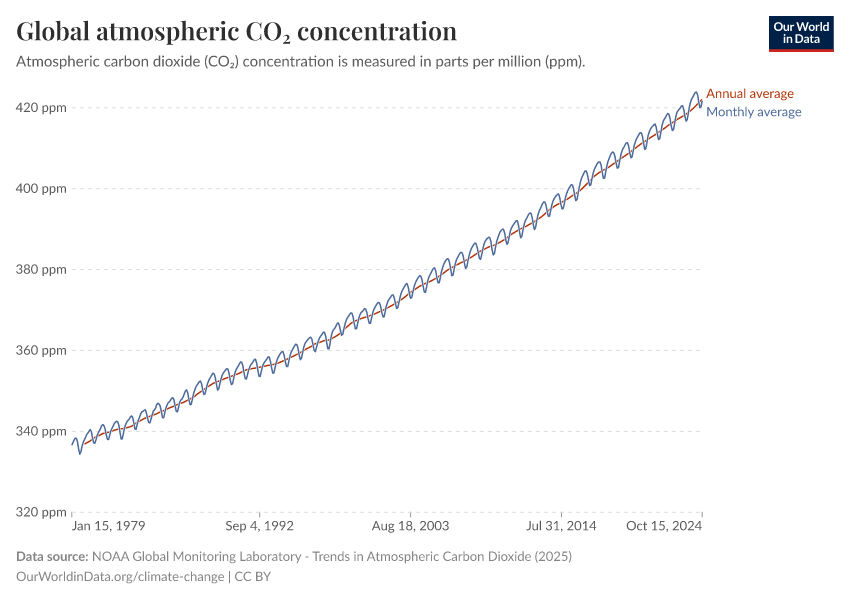 Global atmospheric CO₂ concentration
Our World
in Data
Atmospheric carbon dioxide (CO₂) concentration is measured in parts per million (ppm).
Annual average
Monthly average
420 ppm
400 ppm
380 ppm
360 ppm
340 ppm
320 ppm
Jan 15, 1979 Sep 4, 1992 Aug 18, 2003 Jul 31, 2014 Oct 15, 2024
Data source: NOAA Global Monitoring Laboratory - Trends in Atmospheric Carbon Dioxide (2025)
OurWorldinData.org/climate-change | CC BY